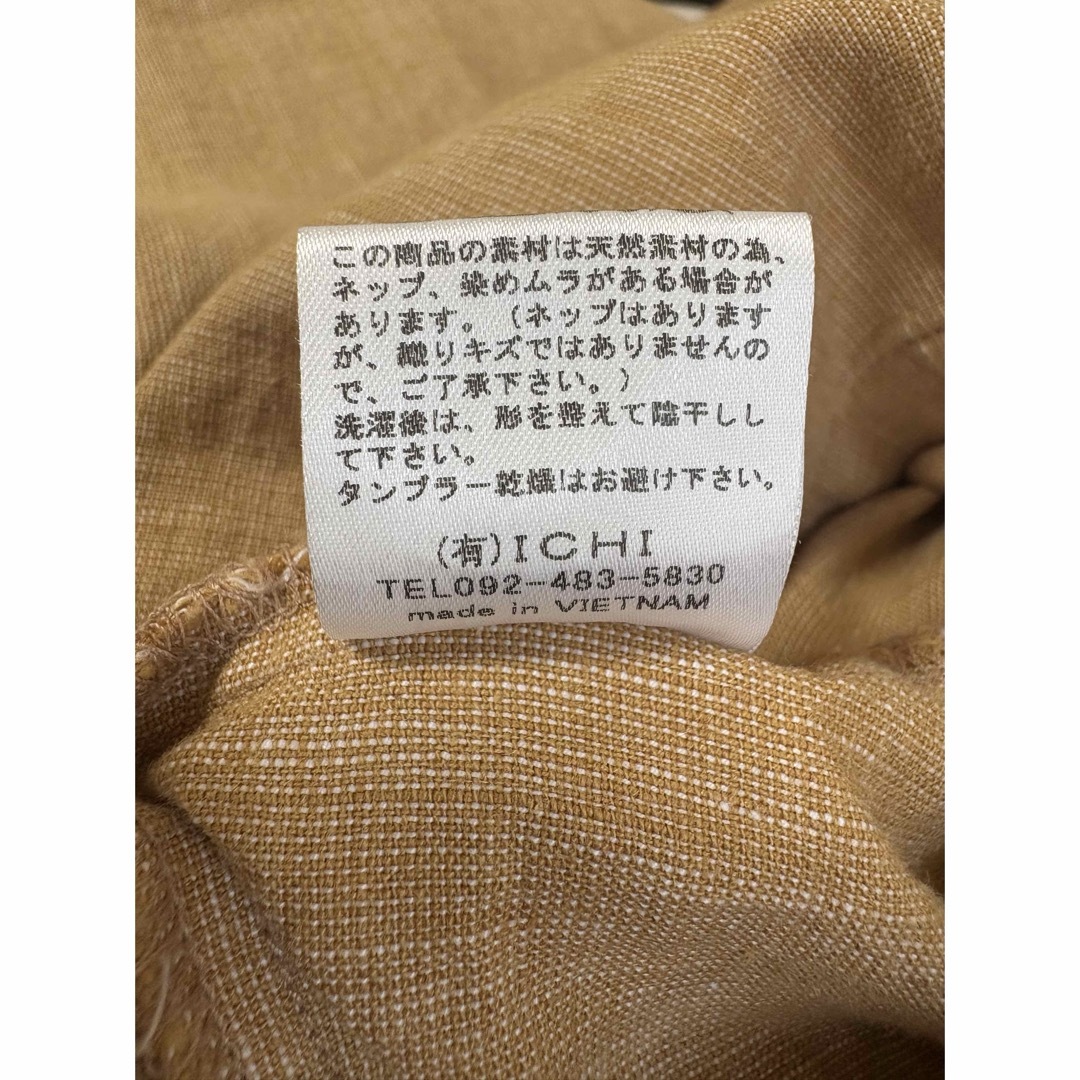 この商品の素材は天然素材の為、
ネップ、染めムラがある場合が
あります。（ネップはあります
が、織りキズではありませんの
で、ご了承下さい。）
洗濯後は、形を整えて陰干しし
て下さい。
タンブラー乾燥はお避け下さい。
(有)ICHI
TEL092-483-5830
made in VIETNAM